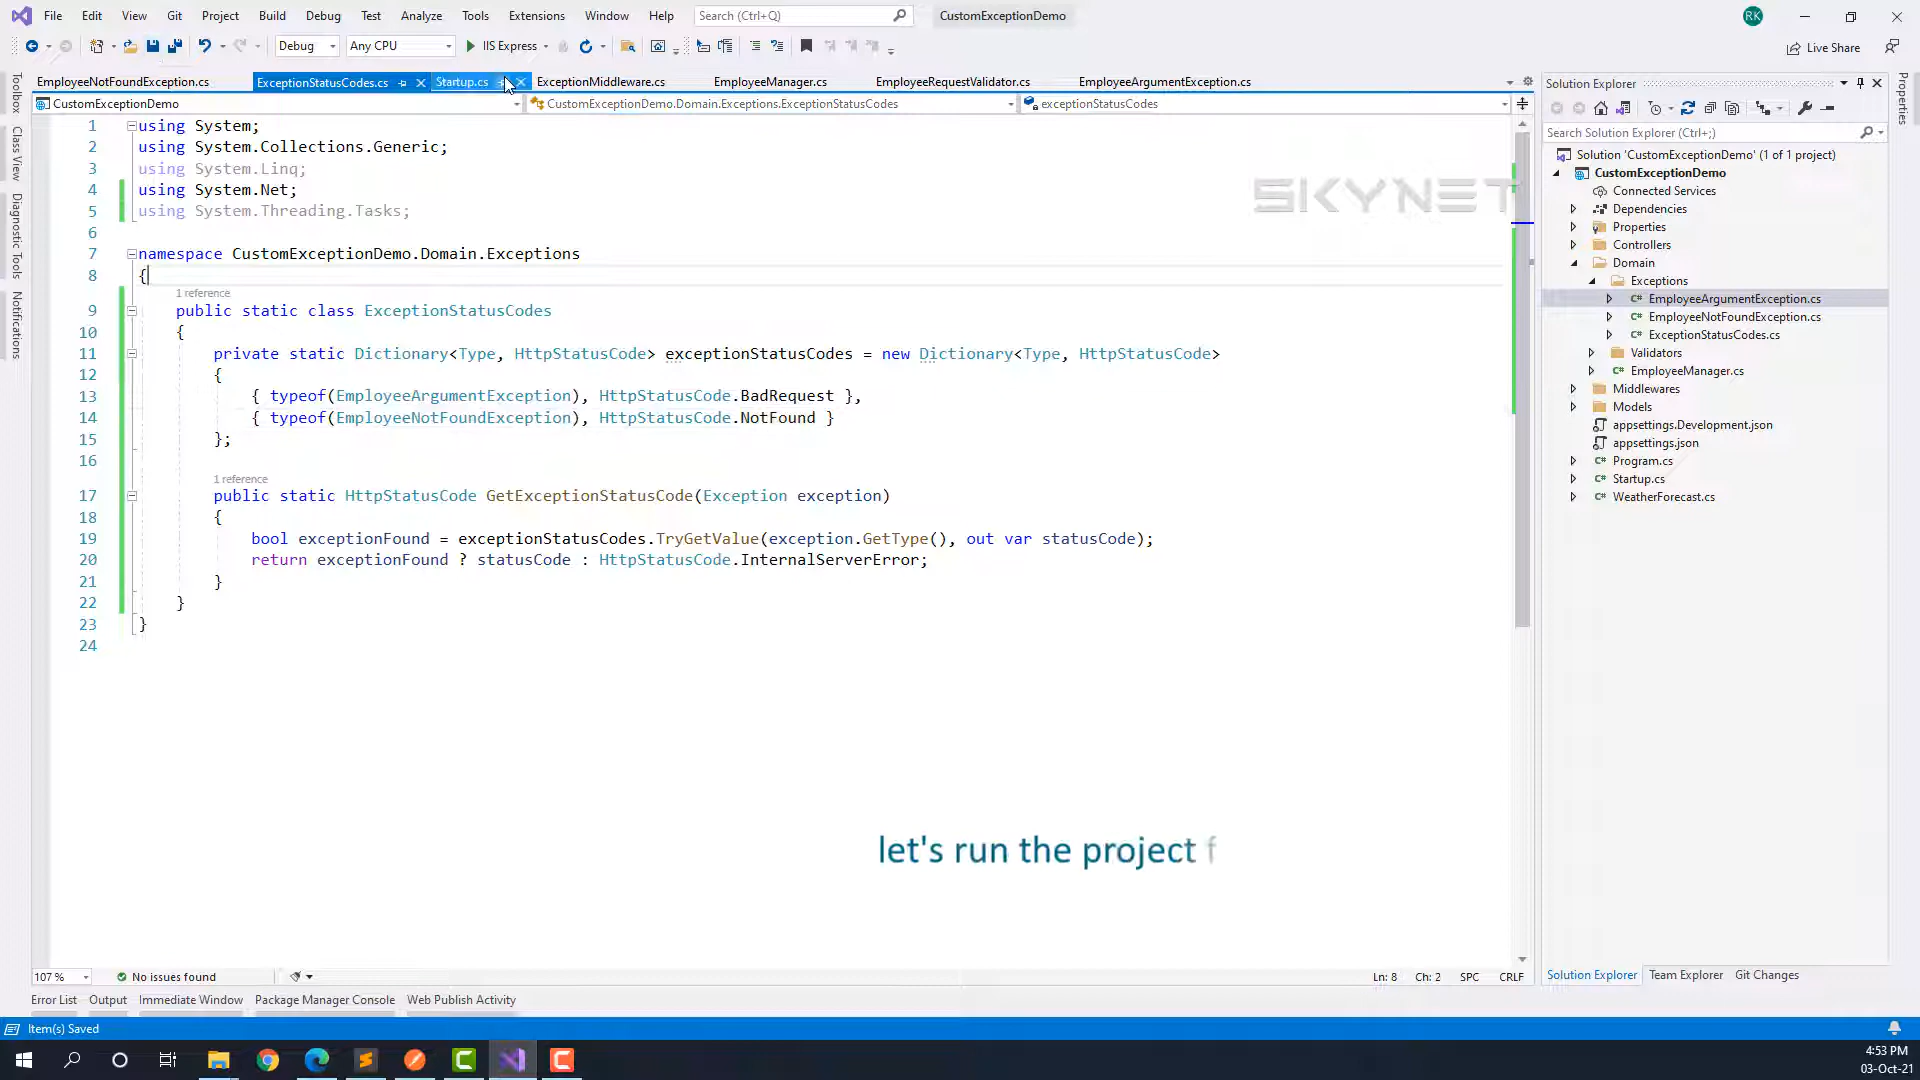 File Edit View Git Project Build Debug Test Analyze Tools Extensions Window Help Search (Ctrl+Q) CustomExceptionDemo RK
Debug Any CPU IIS Express Live Share
EmployeeNotFoundException.cs ExceptionStatusCodes.cs Startup.cs ExceptionMiddleware.cs EmployeeManager.cs EmployeeRequestValidator.cs EmployeeArgumentException.cs
CustomExceptionDemo CustomExceptionDemo.Domain.Exceptions.ExceptionStatusCodes exceptionStatusCodes
Toolbox
Class View
Diagnostic Tools
Notifications
1 using System;
2 using System.Collections.Generic;
3 using System.Linq;
4 using System.Net;
5 using System.Threading.Tasks;
6
7 namespace CustomExceptionDemo.Domain.Exceptions
8 {
1 reference
9 public static class ExceptionStatusCodes
10 {
11 private static Dictionary<Type, HttpStatusCode> exceptionStatusCodes = new Dictionary<Type, HttpStatusCode>
12 {
13 { typeof(EmployeeArgumentException), HttpStatusCode.BadRequest },
14 { typeof(EmployeeNotFoundException), HttpStatusCode.NotFound }
15 };
16
1 reference
17 public static HttpStatusCode GetExceptionStatusCode(Exception exception)
18 {
19 bool exceptionFound = exceptionStatusCodes.TryGetValue(exception.GetType(), out var statusCode);
20 return exceptionFound ? statusCode : HttpStatusCode.InternalServerError;
21 }
22 }
23 }
24
SKYNET
let's run the project f
107 % No issues found Ln: 8 Ch: 2 SPC CRLF
Error List Output Immediate Window Package Manager Console Web Publish Activity
Solution Explorer
Search Solution Explorer (Ctrl+;)
Solution 'CustomExceptionDemo' (1 of 1 project)
CustomExceptionDemo
Connected Services
Dependencies
Properties
Controllers
Domain
Exceptions
EmployeeArgumentException.cs
EmployeeNotFoundException.cs
ExceptionStatusCodes.cs
Validators
EmployeeManager.cs
Middlewares
Models
appsettings.Development.json
appsettings.json
Program.cs
Startup.cs
WeatherForecast.cs
Solution Explorer Team Explorer Git Changes
Properties
Item(s) Saved
4:53 PM
03-Oct-21